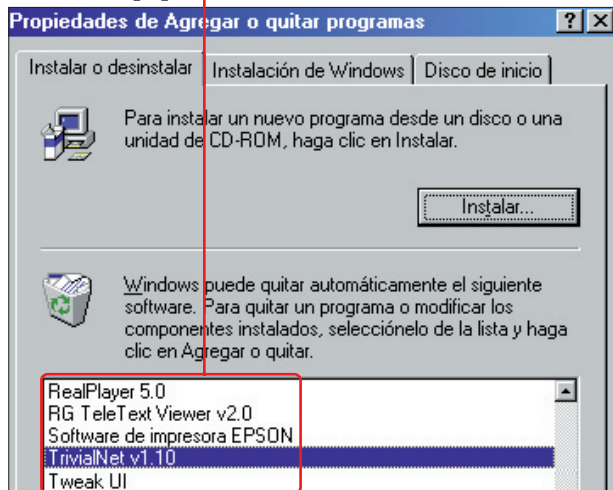 Propiedades de Agregar o quitar programas
Instalar o desinstalar Instalación de Windows Disco de inicio
Para instalar un nuevo programa desde un disco o una
unidad de CD-ROM, haga clic en Instalar.
Instalar...
Windows puede quitar automáticamente el siguiente
software. Para quitar un programa o modificar los
componentes instalados, selecciónelo de la lista y haga
clic en Agregar o quitar.
RealPlayer 5.0
RG TeleText Viewer v2.0
Software de impresora EPSON
TrivialNet v1.10
Tweak UI